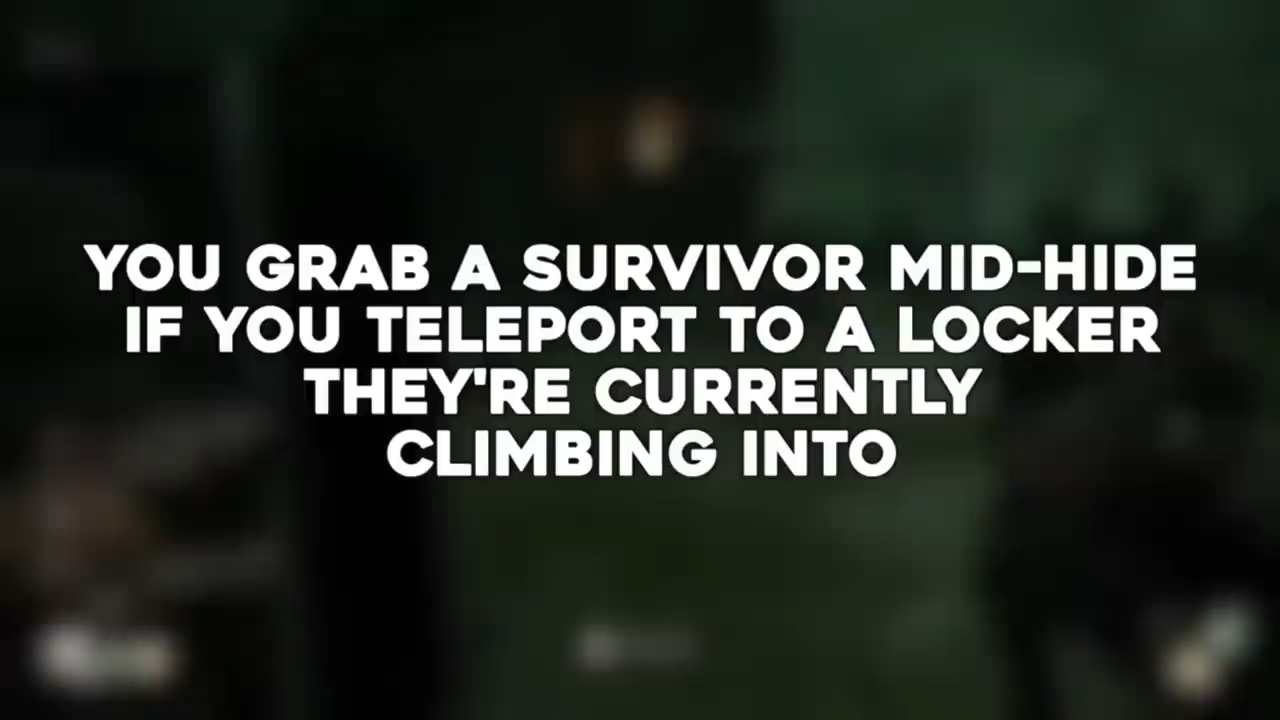 YOU GRAB A SURVIVOR MID-HIDE
IF YOU TELEPORT TO A LOCKER
THEY'RE CURRENTLY
CLIMBING INTO